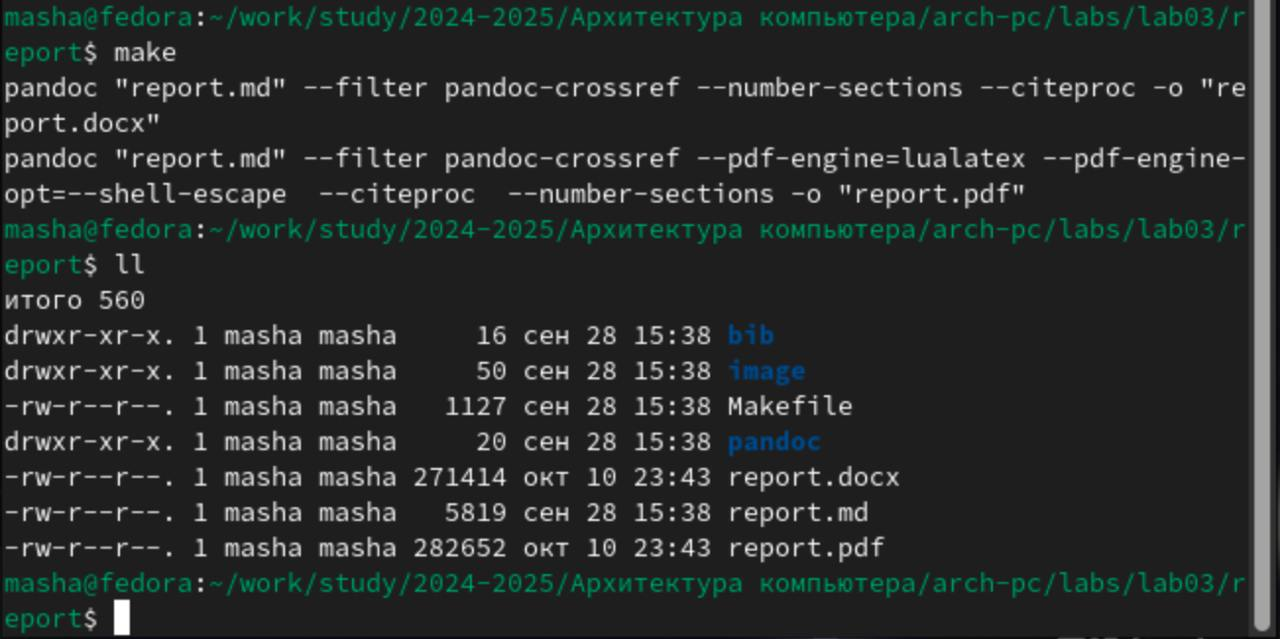 masha@fedora:~/work/study/2024-2025/Архитектура компьютера/arch-pc/labs/lab03/r
eport$ make
pandoc "report.md" --filter pandoc-crossref --number-sections --citeproc -o "re
port.docx"
pandoc "report.md" --filter pandoc-crossref --pdf-engine=lualatex --pdf-engine-
opt=--shell-escape  --citeproc  --number-sections -o "report.pdf"
masha@fedora:~/work/study/2024-2025/Архитектура компьютера/arch-pc/labs/lab03/r
eport$ ll
итого 560
drwxr-xr-x. 1 masha masha     16 сен 28 15:38 bib
drwxr-xr-x. 1 masha masha     50 сен 28 15:38 image
-rw-r--r--. 1 masha masha   1127 сен 28 15:38 Makefile
drwxr-xr-x. 1 masha masha     20 сен 28 15:38 pandoc
-rw-r--r--. 1 masha masha 271414 окт 10 23:43 report.docx
-rw-r--r--. 1 masha masha   5819 сен 28 15:38 report.md
-rw-r--r--. 1 masha masha 282652 окт 10 23:43 report.pdf
masha@fedora:~/work/study/2024-2025/Архитектура компьютера/arch-pc/labs/lab03/r
eport$